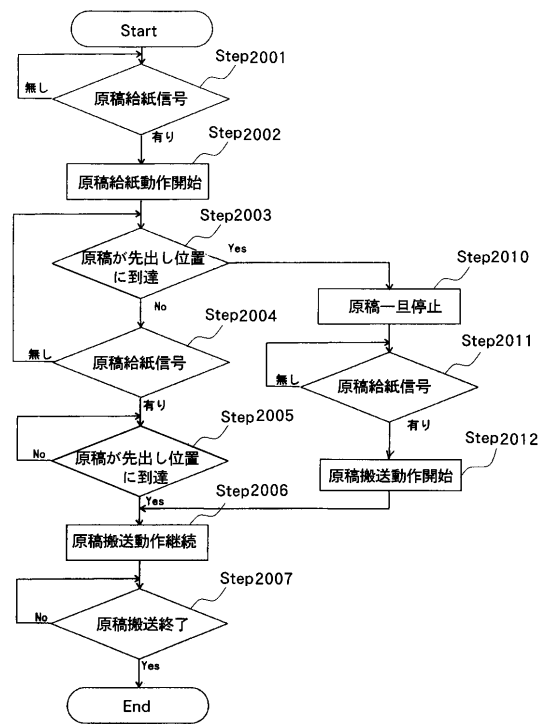 Start
Step2001
原稿給紙信号
無し
有り
Step2002
原稿給紙動作開始
Step2003
原稿が先出し位置
に到達
Yes
No
Step2010
原稿一旦停止
Step2004
原稿給紙信号
無し
有り
Step2011
原稿給紙信号
無し
有り
Step2005
原稿が先出し位置
に到達
No
Yes
Step2012
原稿搬送動作開始
Step2006
原稿搬送動作継続
Step2007
原稿搬送終了
No
Yes
End